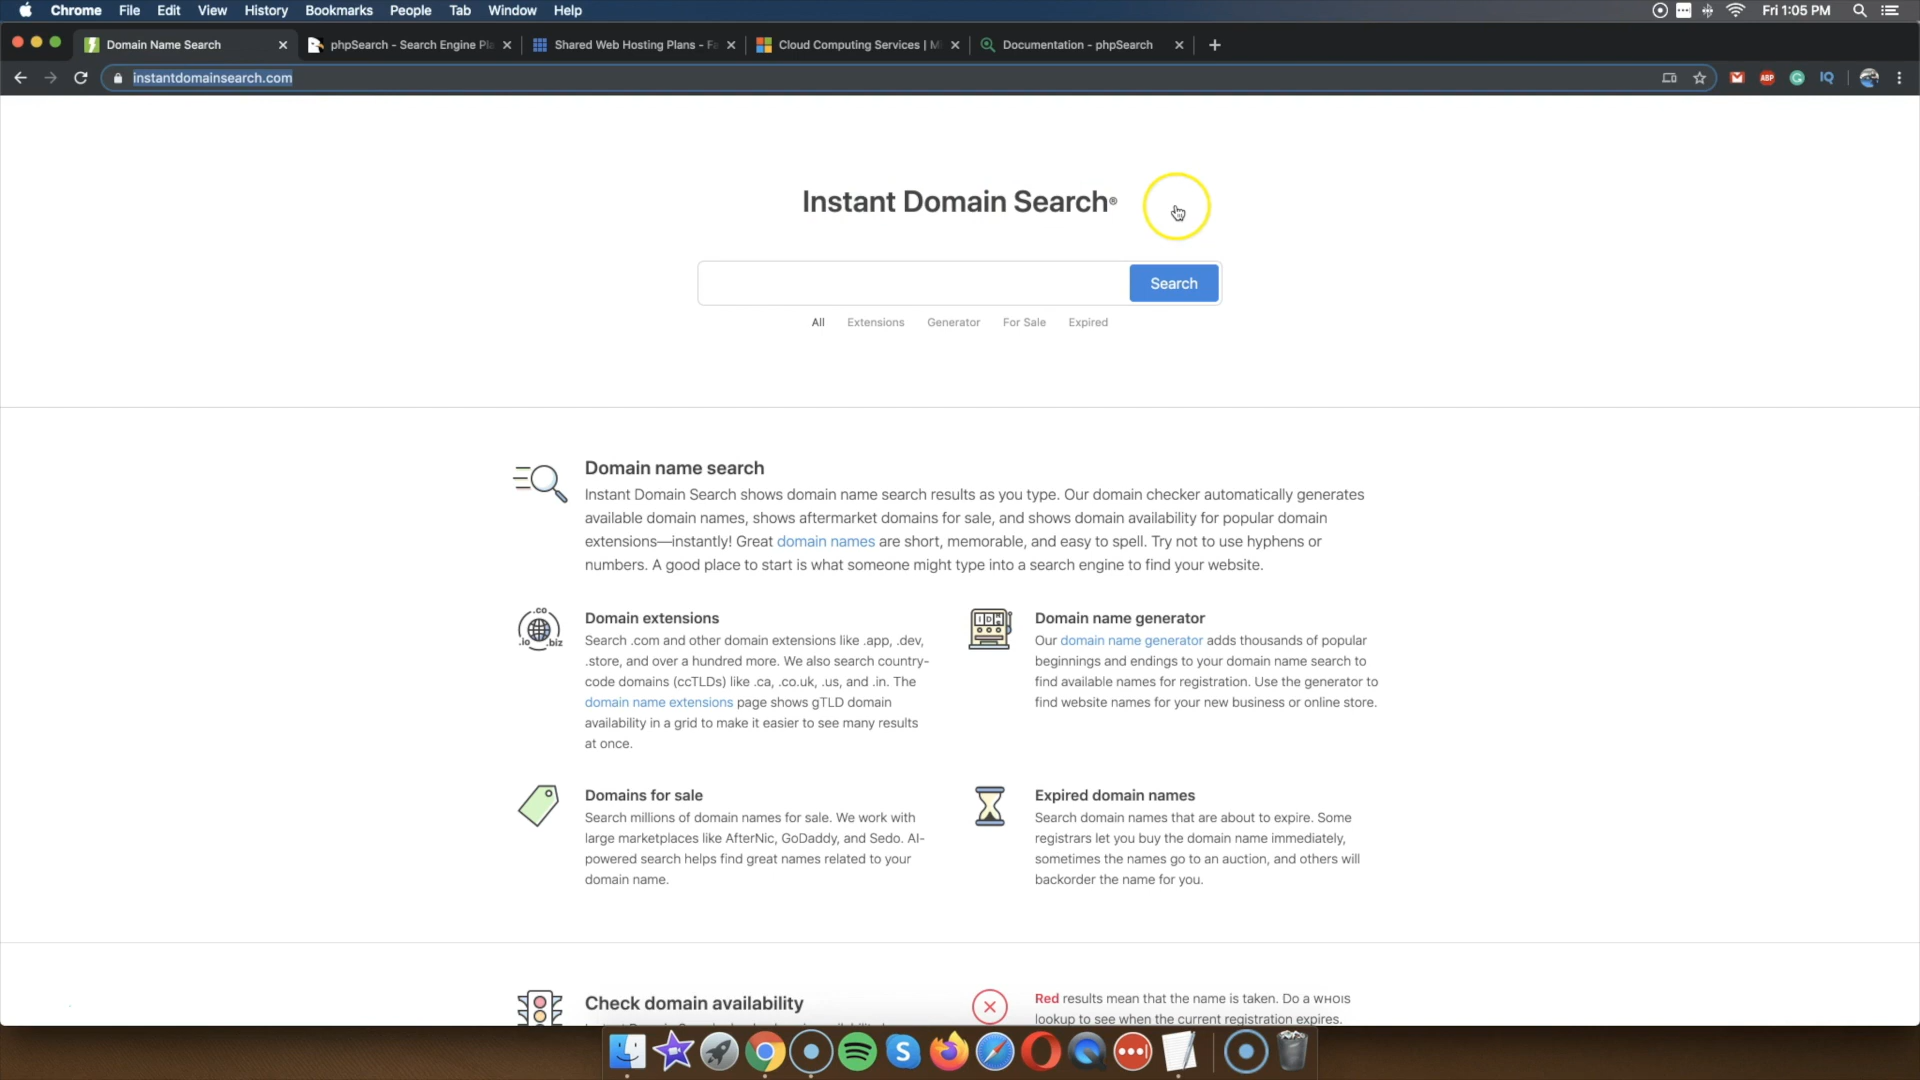 Chrome File Edit View History Bookmarks People Tab Window Help Fri 1:05 PM
Domain Name Search phpSearch - Search Engine Pla Shared Web Hosting Plans - Fa Cloud Computing Services | Mi Documentation - phpSearch
instantdomainsearch.com ABP IQ
Instant Domain Search®
Search
All Extensions Generator For Sale Expired
Domain name search
Instant Domain Search shows domain name search results as you type. Our domain checker automatically generates
available domain names, shows aftermarket domains for sale, and shows domain availability for popular domain
extensions—instantly! Great domain names are short, memorable, and easy to spell. Try not to use hyphens or
numbers. A good place to start is what someone might type into a search engine to find your website.
.co
.io .biz
Domain extensions
Search .com and other domain extensions like .app, .dev,
.store, and over a hundred more. We also search country-
code domains (ccTLDs) like .ca, .co.uk, .us, and .in. The
domain name extensions page shows gTLD domain
availability in a grid to make it easier to see many results
at once.
Domain name generator
Our domain name generator adds thousands of popular
beginnings and endings to your domain name search to
find available names for registration. Use the generator to
find website names for your new business or online store.
Domains for sale
Search millions of domain names for sale. We work with
large marketplaces like AfterNic, GoDaddy, and Sedo. AI-
powered search helps find great names related to your
domain name.
Expired domain names
Search domain names that are about to expire. Some
registrars let you buy the domain name immediately,
sometimes the names go to an auction, and others will
backorder the name for you.
Check domain availability
Red results mean that the name is taken. Do a WHOIS
lookup to see when the current registration expires.